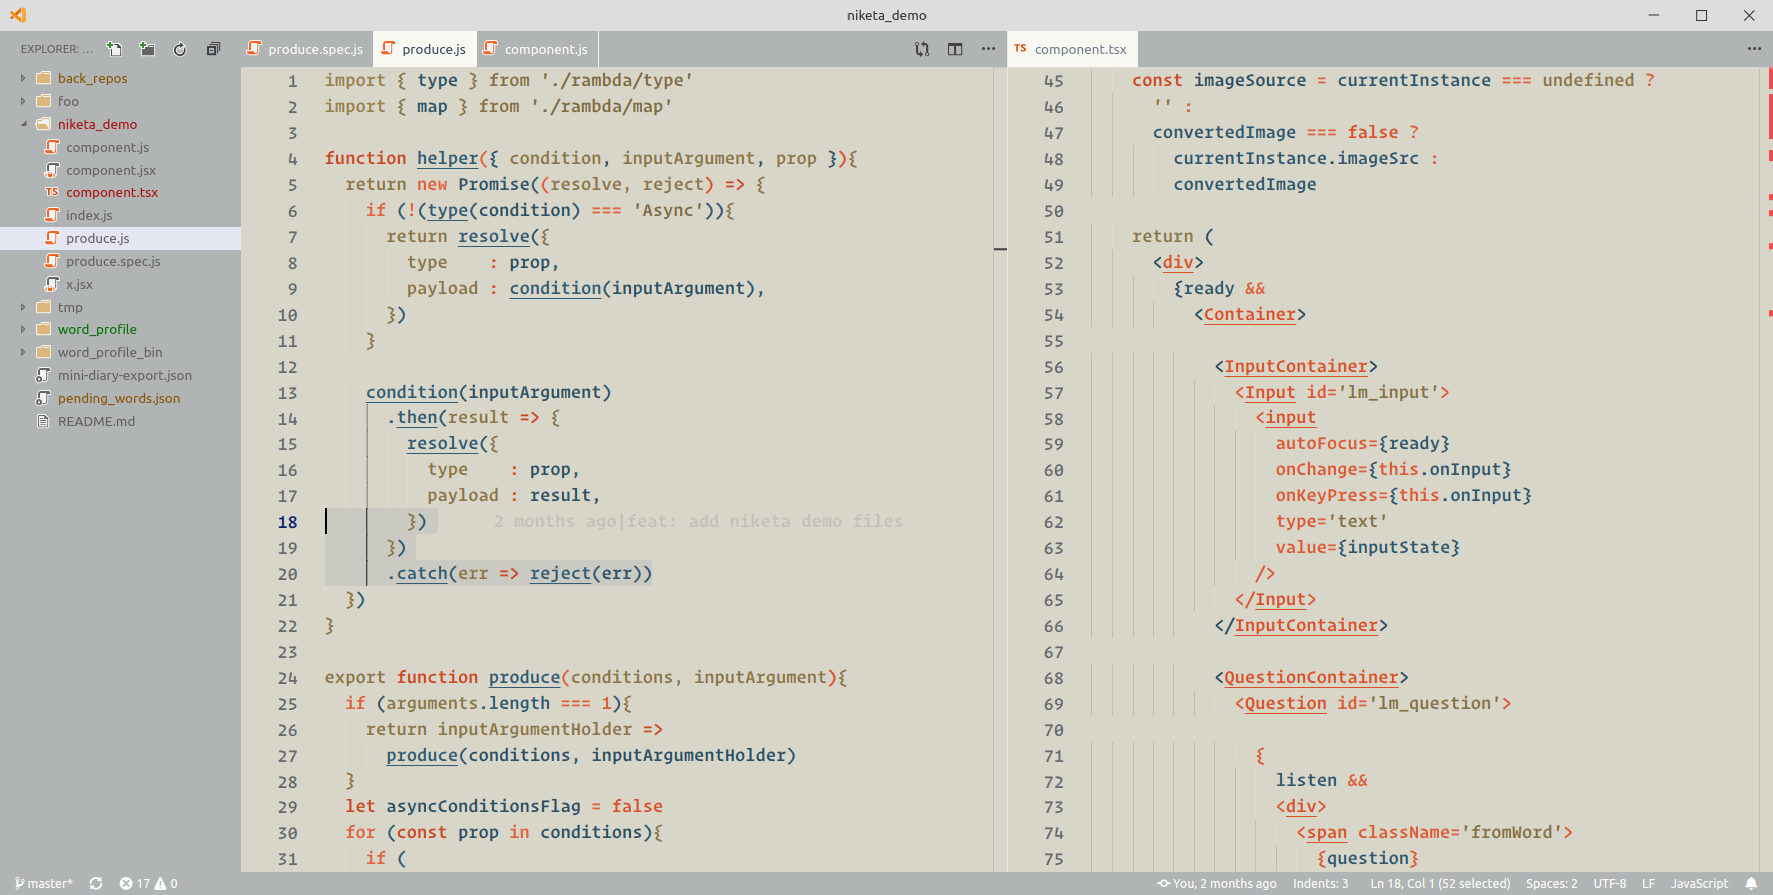 niketa_demo
EXPLORER: ...
back_repos
foo
niketa_demo
component.js
component.jsx
TS component.tsx
index.js
produce.js
produce.spec.js
x.jsx
tmp
word_profile
word_profile_bin
mini-diary-export.json
pending_words.json
README.md
produce.spec.js
produce.js
component.js
1 import { type } from './rambda/type'
2 import { map } from './rambda/map'
3
4 function helper({ condition, inputArgument, prop }){
5 return new Promise((resolve, reject) => {
6 if (!(type(condition) === 'Async')){
7 return resolve({
8 type : prop,
9 payload : condition(inputArgument),
10 })
11 }
12
13 condition(inputArgument)
14 .then(result => {
15 resolve({
16 type : prop,
17 payload : result,
18 }) 2 months ago|feat: add niketa demo files
19 })
20 .catch(err => reject(err))
21 })
22 }
23
24 export function produce(conditions, inputArgument){
25 if (arguments.length === 1){
26 return inputArgumentHolder =>
27 produce(conditions, inputArgumentHolder)
28 }
29 let asyncConditionsFlag = false
30 for (const prop in conditions){
31 if (
TS component.tsx
45 const imageSource = currentInstance === undefined ?
46 '' :
47 convertedImage === false ?
48 currentInstance.imageSrc :
49 convertedImage
50
51 return (
52 <div>
53 {ready &&
54 <Container>
55
56 <InputContainer>
57 <Input id='lm_input'>
58 <input
59 autoFocus={ready}
60 onChange={this.onInput}
61 onKeyPress={this.onInput}
62 type='text'
63 value={inputState}
64 />
65 </Input>
66 </InputContainer>
67
68 <QuestionContainer>
69 <Question id='lm_question'>
70
71 {
72 listen &&
73 <div>
74 <span className='fromWord'>
75 {question}
master* 17 0
You, 2 months ago Indents: 3 Ln 18, Col 1 (52 selected) Spaces: 2 UTF-8 LF JavaScript